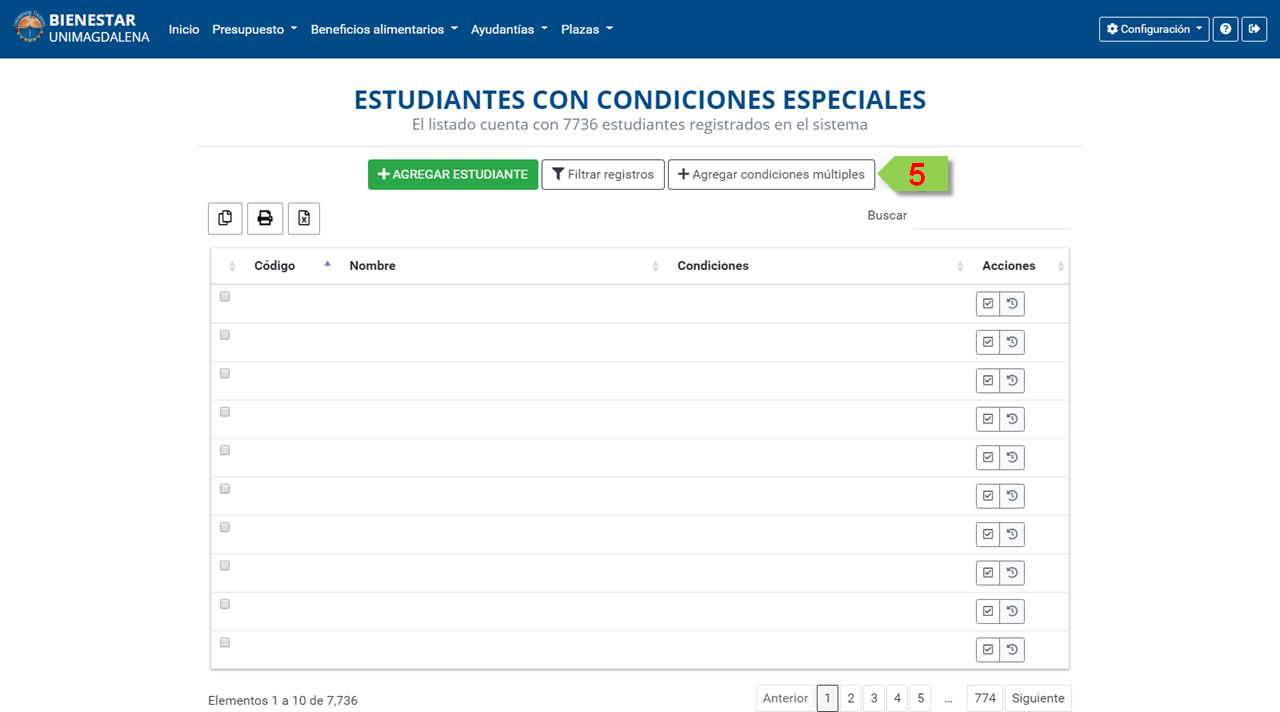 BIENESTAR
UNIMAGDALENA
Inicio Presupuesto Beneficios alimentarios Ayudantías Plazas Configuración
ESTUDIANTES CON CONDICIONES ESPECIALES
El listado cuenta con 7736 estudiantes registrados en el sistema
AGREGAR ESTUDIANTE Filtrar registros Agregar condiciones múltiples 5
Buscar
Código Nombre Condiciones Acciones
Elementos 1 a 10 de 7,736
Anterior 1 2 3 4 5 ... 774 Siguiente